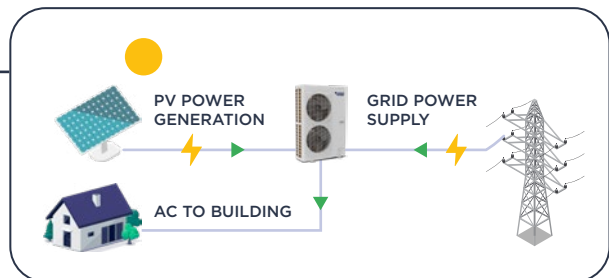 PV POWER
GENERATION
GRID POWER
SUPPLY
AC TO BUILDING